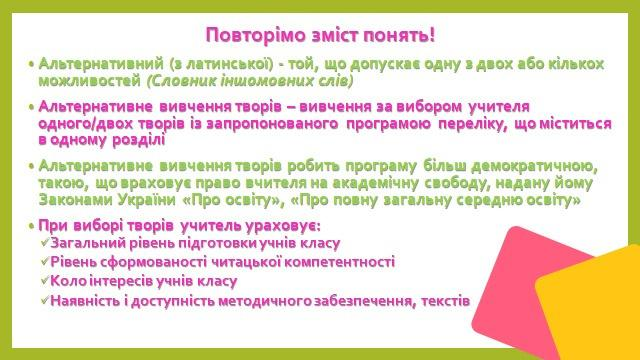 Повторімо зміст понять!
• Альтернативний (з латинської) - той, що допускає одну з двох або кількох
можливостей (Словник іншомовних слів)
• Альтернативне вивчення творів – вивчення за вибором учителя
одного/двох творів із запропонованого програмою переліку, що міститься
в одному розділі
• Альтернативне вивчення творів робить програму більш демократичною,
такою, що враховує право вчителя на академічну свободу, надану йому
Законами України «Про освіту», «Про повну загальну середню освіту»
• При виборі творів учитель ураховує:
✓Загальний рівень підготовки учнів класу
✓Рівень сформованості читацької компетентності
✓Коло інтересів учнів класу
✓Наявність і доступність методичного забезпечення, текстів